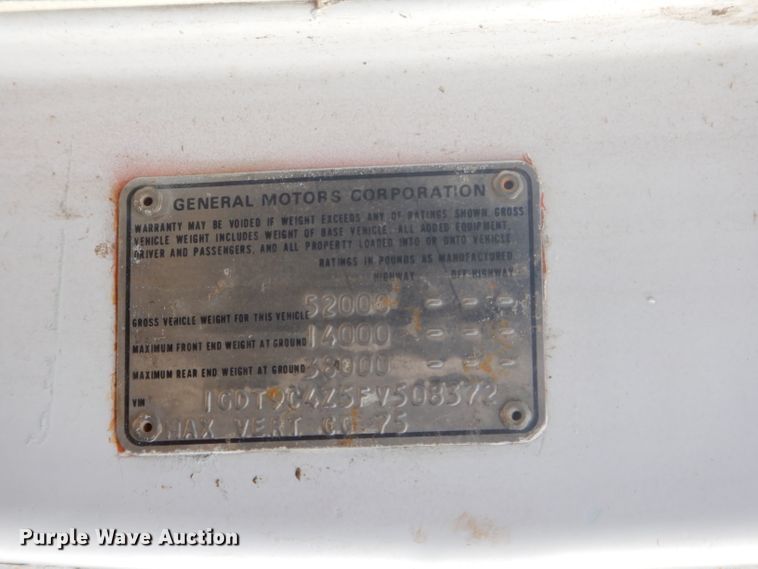 GENERAL MOTORS CORPORATION
WARRANTY MAY BE VOIDED IF WEIGHT EXCEEDS ANY OF RATINGS SHOWN. GROSS
VEHICLE WEIGHT INCLUDES WEIGHT OF BASE VEHICLE, ALL ADDED EQUIPMENT,
DRIVER AND PASSENGERS, AND ALL PROPERTY LOADED INTO OR ONTO VEHICLE
RATINGS IN POUNDS AS MANUFACTURED
HIGHWAY OFF HIGHWAY
GROSS VEHICLE WEIGHT FOR THIS VEHICLE 52000 - - -
MAXIMUM FRONT END WEIGHT AT GROUND 14000 - - -
MAXIMUM REAR END WEIGHT AT GROUND 38000 - - -
VIN 1GDT9C4Z5FV508372
MAX VERT CG 75
Purple Wave Auction